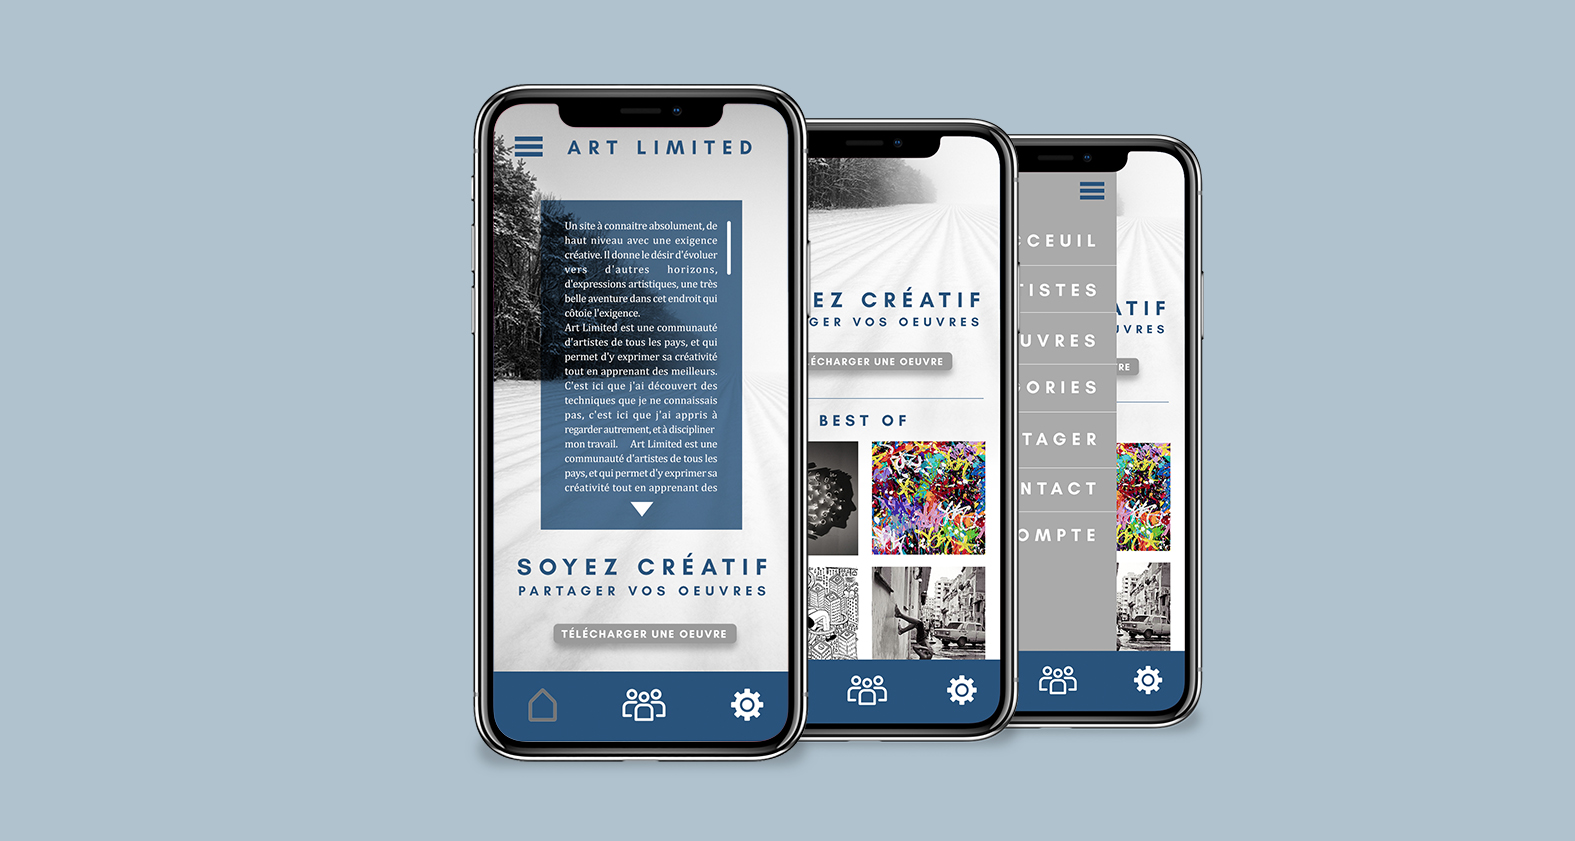 ART LIMITED
Un site à connaitre absolument, de
haut niveau avec une exigence
créative. Il donne le désir d'évoluer
vers d'autres horizons,
d'expressions artistiques, une très
belle aventure dans cet endroit qui
côtoie l'exigence.
Art Limited est une communauté
d'artistes de tous les pays, et qui
permet d'y exprimer sa créativité
tout en apprenant des meilleurs.
C'est ici que j'ai découvert des
techniques que je ne connaissais
pas, c'est ici que j'ai appris à
regarder autrement, et à discipliner
mon travail. Art Limited est une
communauté d'artistes de tous les
pays, et qui permet d'y exprimer sa
créativité tout en apprenant des
SOYEZ CRÉATIF
PARTAGER VOS OEUVRES
TÉLÉCHARGER UNE OEUVRE
EZ CRÉATIF
GER VOS OEUVRES
LÉCHARGER UNE OEUVRE
BEST OF
CCEUIL
TISTES
UVRES
ORIES
TAGER
NTACT
OMPTE
ATIF
UVRES
RE